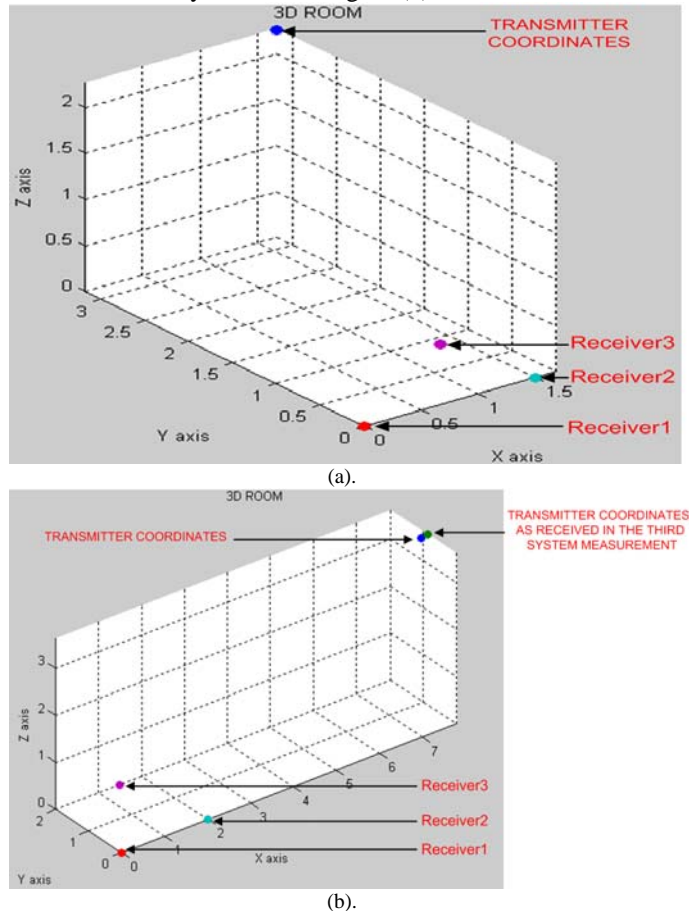 3D ROOM
TRANSMITTER
COORDINATES
2
1.5
1
0.5
0
Z axis
3
2.5
2
1.5
1
0.5
0
Y axis
0
0.5
1
1.5
X axis
Receiver3
Receiver2
Receiver1
(a).
3D ROOM
TRANSMITTER COORDINATES
TRANSMITTER COORDINATES
AS RECEIVED IN THE THIRD
SYSTEM MEASUREMENT
3
2
1
0
Z axis
2
1
0
Y axis
0
1
2
3
4
5
6
7
X axis
Receiver3
Receiver2
Receiver1
(b).